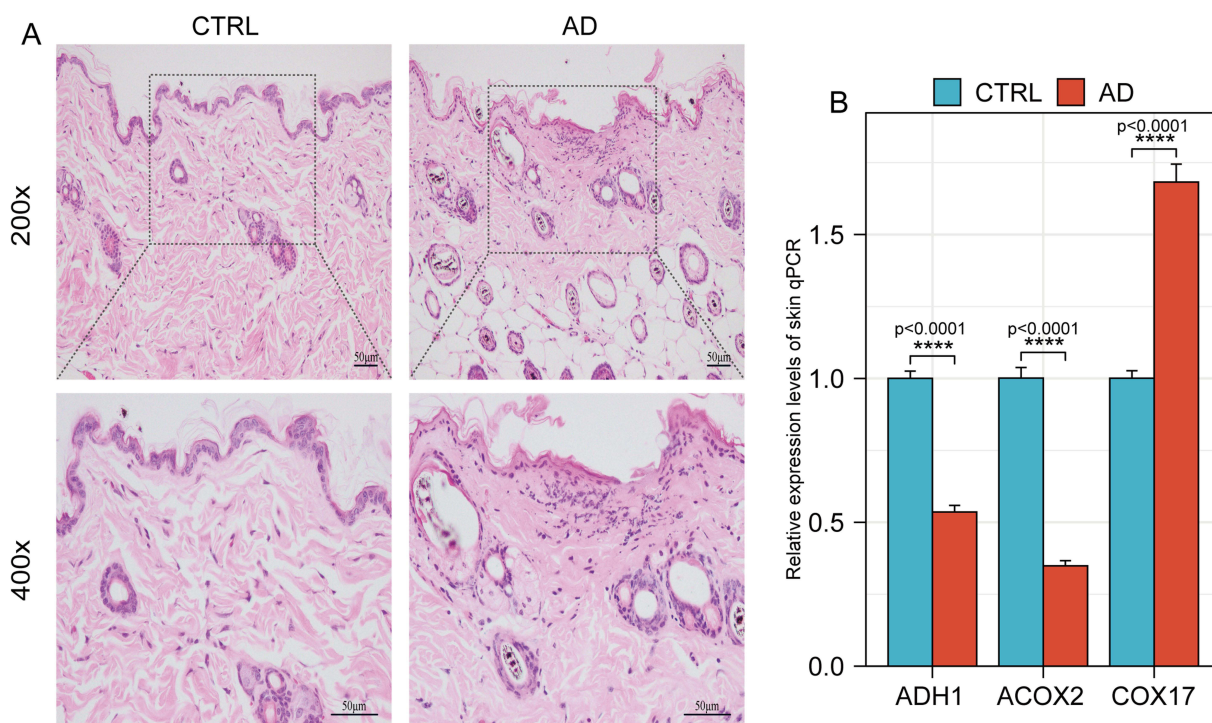 A
CTRL
AD
200x
50μm
50μm
400x
50μm
50μm
B
CTRL
AD
Relative expression levels of skin qPCR
1.5
1.0
0.5
0.0
p<0.0001
****
p<0.0001
****
p<0.0001
****
ADH1
ACOX2
COX17